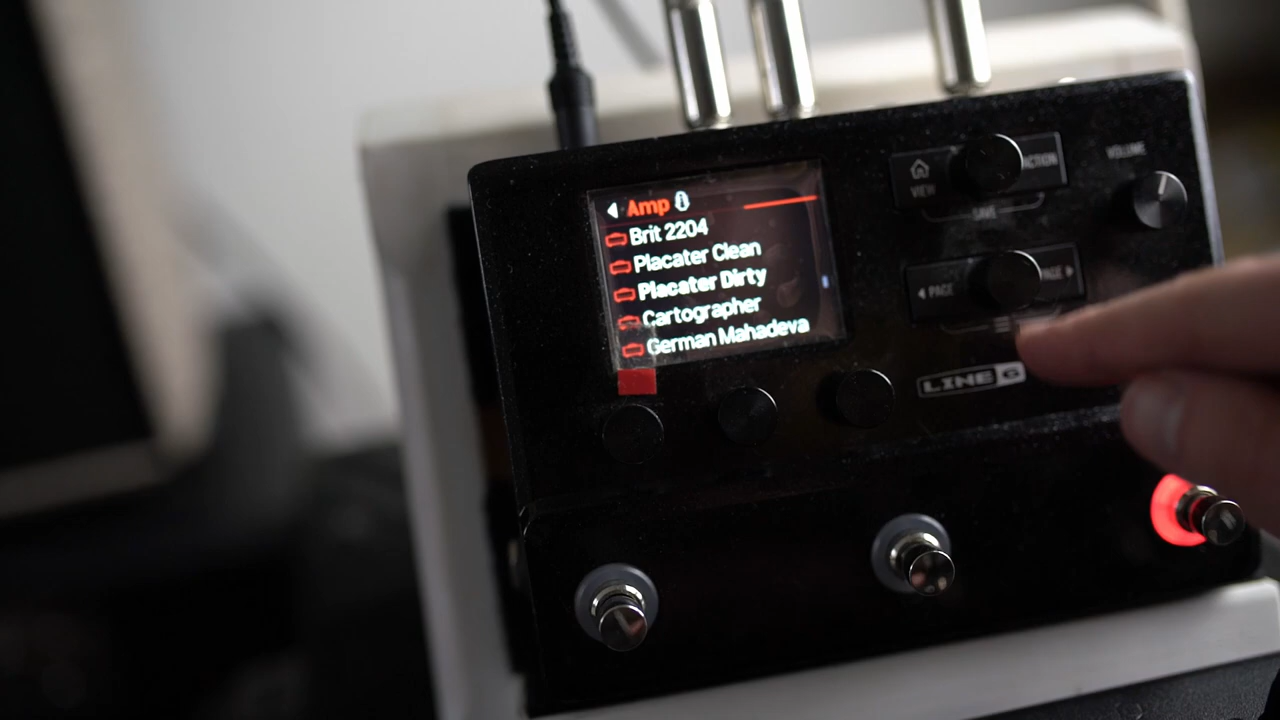 Amp
Brit 2204
Placater Clean
Placater Dirty
Cartographer
German Mahadeva
VIEW
ACTION
SAVE
VOLUME
PAGE
PAGE
LINE 6